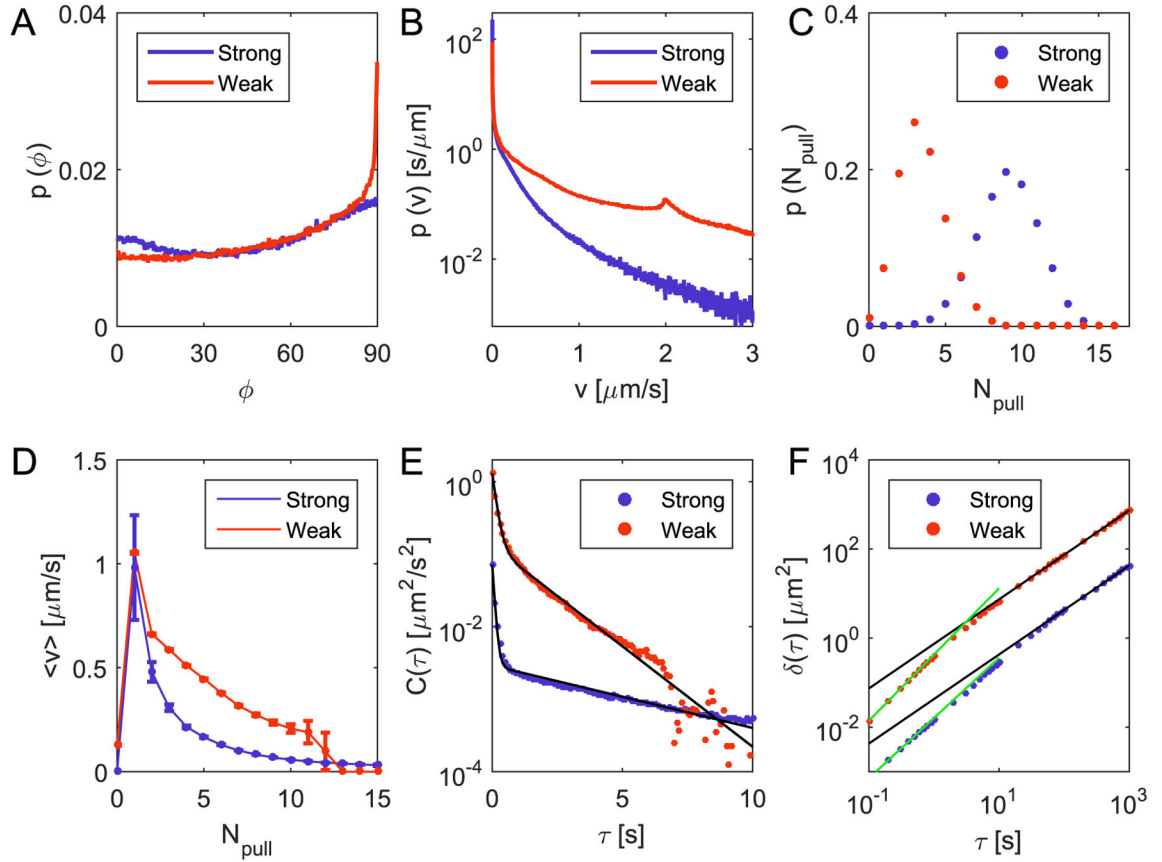 A
0.04
Strong
Weak
p (ϕ)
0.02
0
0 30 60 90
ϕ
B
10² 
Strong
Weak
p (v) [s/μm]
10⁰
10⁻²
0 1 2 3
v [μm/s]
C
0.4
Strong
Weak
p (N_pull)
0.2
0
0 5 10 15
N_pull
D
1.5
Strong
Weak
<v> [μm/s]
1
0.5
0
0 5 10 15
N_pull
E
10⁰
Strong
Weak
C(τ) [μm²/s²]
10⁻²
10⁻⁴
0 5 10
τ [s]
F
10⁴
Strong
Weak
δ(τ) [μm²]
10²
10⁰
10⁻²
10⁻¹ 10¹ 10³
τ [s]